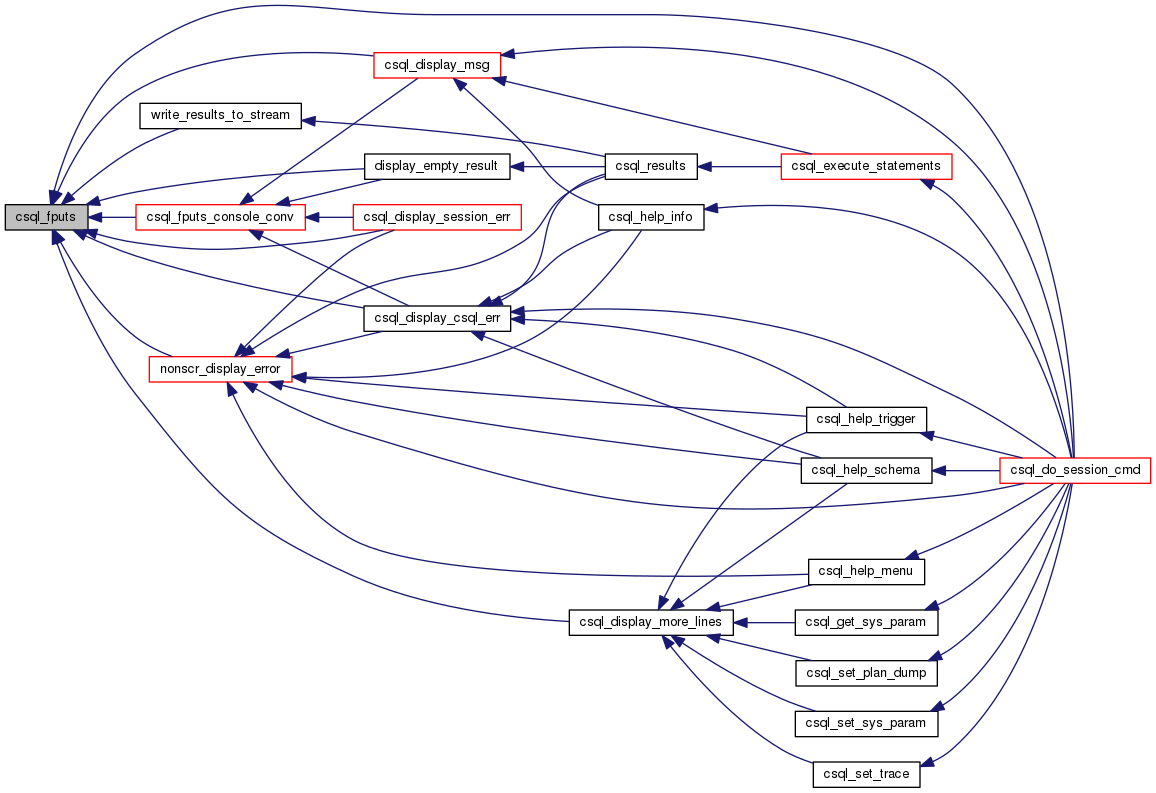 csql_display_msg
write_results_to_stream
display_empty_result
csql_results
csql_execute_statements
csql_fputs
csql_fputs_console_conv
csql_display_session_err
csql_help_info
csql_display_csql_err
nonscr_display_error
csql_help_trigger
csql_help_schema
csql_do_session_cmd
csql_help_menu
csql_display_more_lines
csql_get_sys_param
csql_set_plan_dump
csql_set_sys_param
csql_set_trace